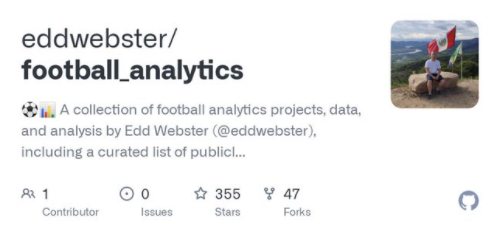 eddwebster/
football_analytics
⚽📊 A collection of football analytics projects, data,
and analysis by Edd Webster (@eddwebster),
including a curated list of publicl...
1 0 355 47
Contributor Issues Stars Forks